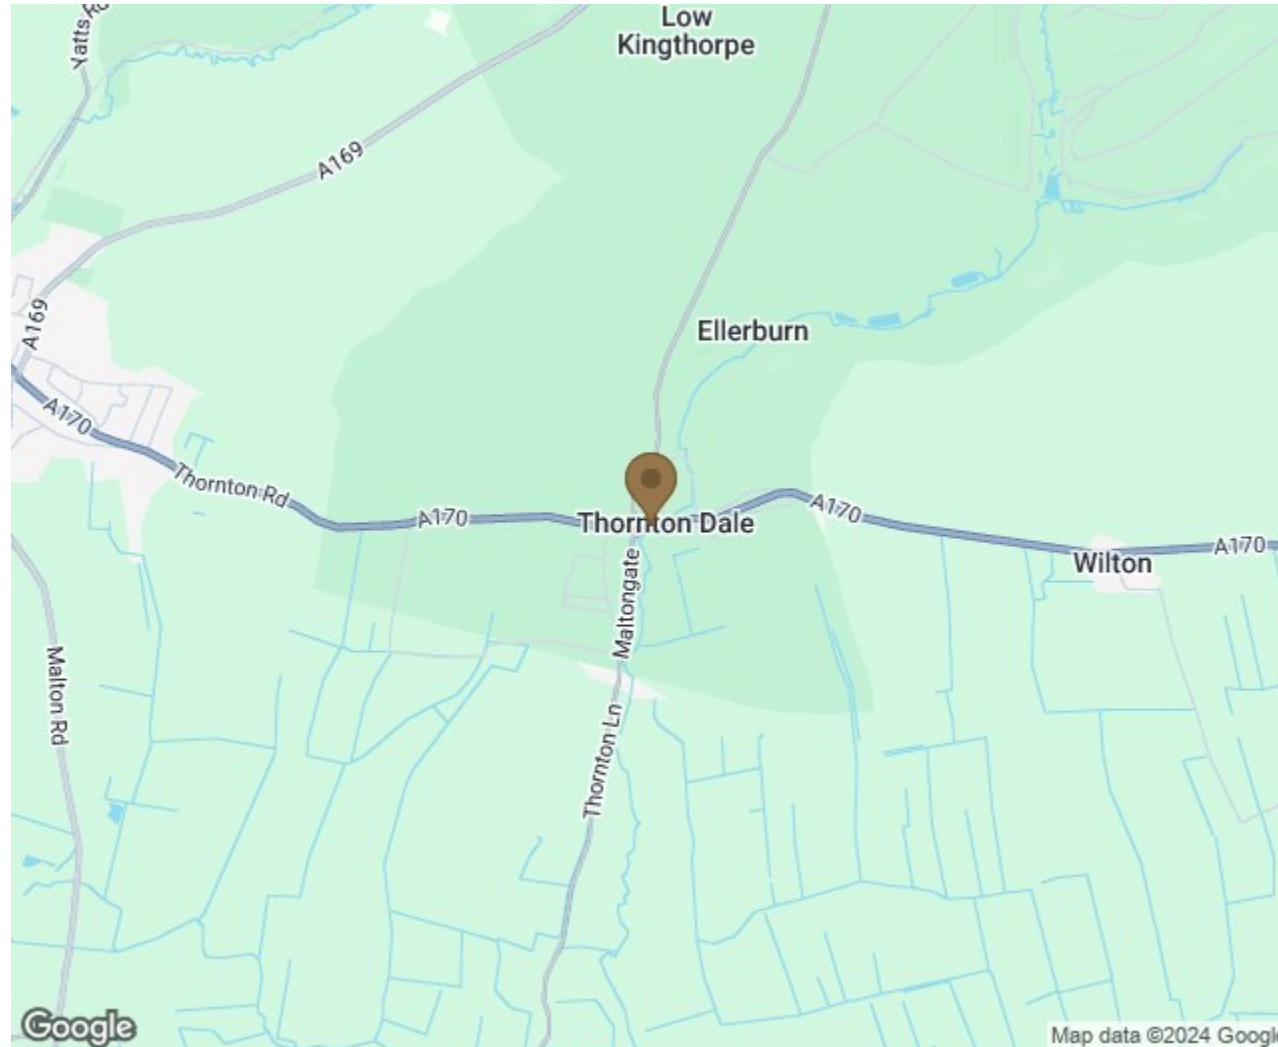 Low
Kingthorpe
Yatts Rd
A169
A169
Ellerburn
A170
Thornton Rd
A170
Thornton Dale
A170
Wilton
A170
Maltongate
Malton Rd
Thornton Ln
Google
Map data ©2024 Google